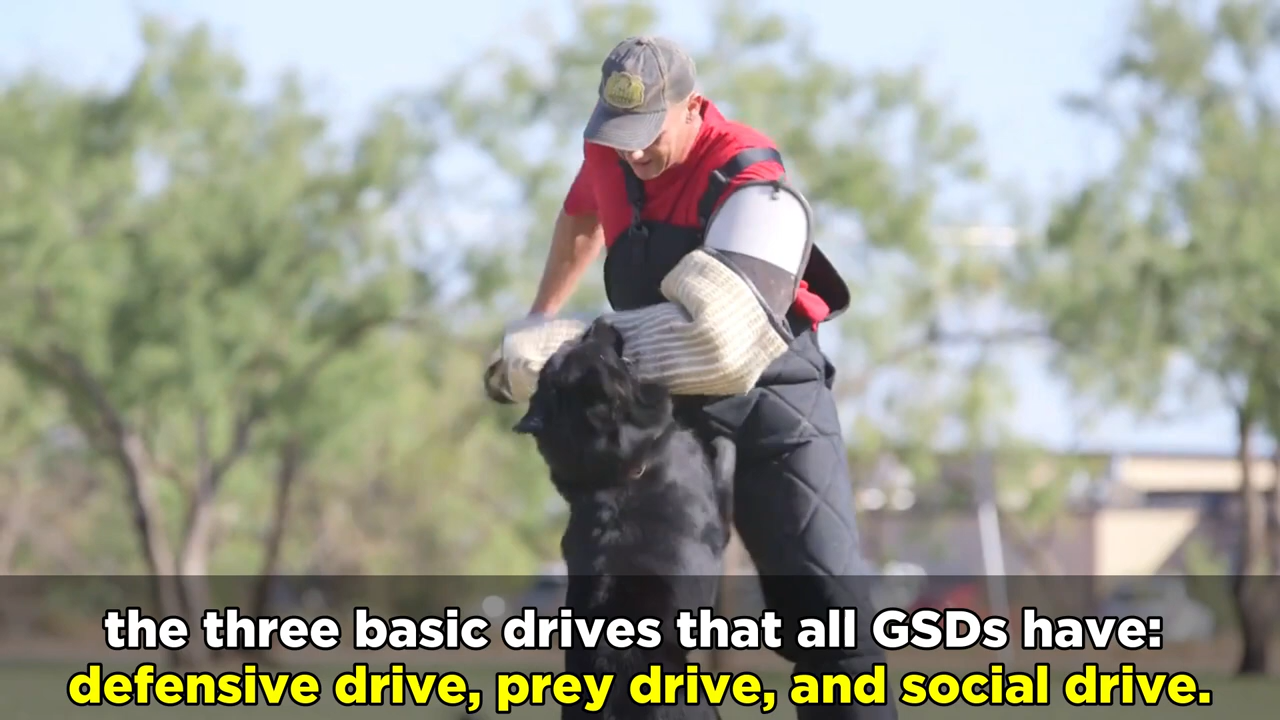 the three basic drives that all GSDs have:
defensive drive, prey drive, and social drive.